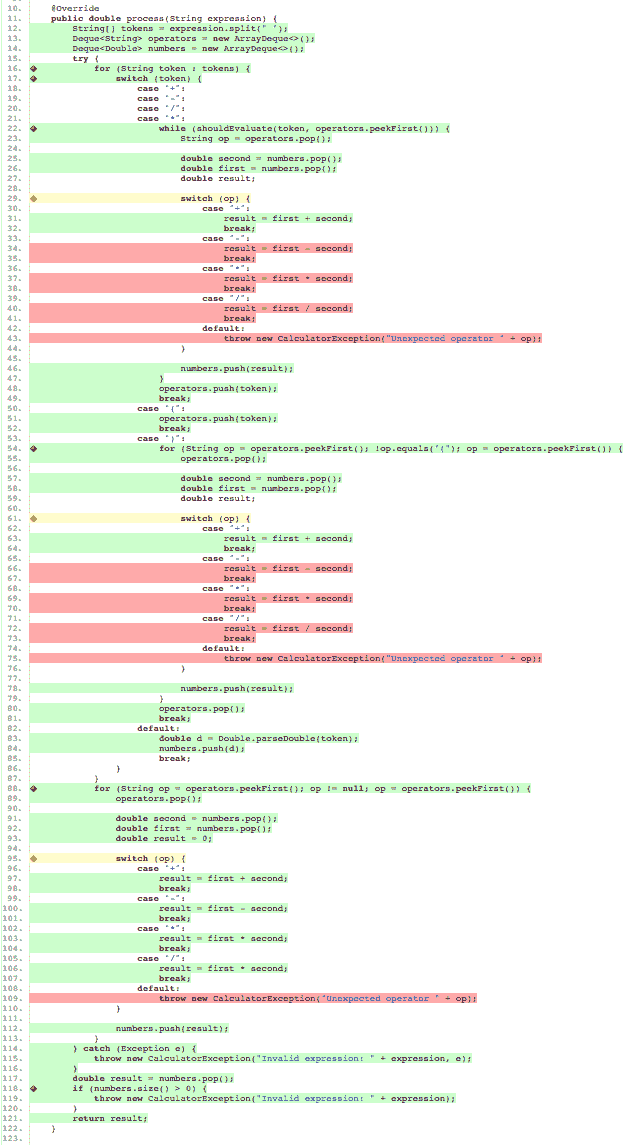 10. @Override
11. public double process(String expression) {
12. String[] tokens = expression.split(" ");
13. Deque<String> operators = new ArrayDeque<>();
14. Deque<Double> numbers = new ArrayDeque<>();
15. try {
16. for (String token : tokens) {
17. switch (token) {
18. case "+":
19. case "-":
20. case "/":
21. case "*":
22. while (shouldEvaluate(token, operators.peekFirst())) {
23. String op = operators.pop();
24.
25. double second = numbers.pop();
26. double first = numbers.pop();
27. double result;
28.
29. switch (op) {
30. case "+":
31. result = first + second;
32. break;
33. case "-":
34. result = first - second;
35. break;
36. case "*":
37. result = first * second;
38. break;
39. case "/":
40. result = first / second;
41. break;
42. default:
43. throw new CalculatorException("Unexpected operator " + op);
44. }
45.
46. numbers.push(result);
47. }
48. operators.push(token);
49. break;
50. case "(":
51. operators.push(token);
52. break;
53. case ")":
54. for (String op = operators.peekFirst(); !op.equals("("); op = operators.peekFirst()) {
55. operators.pop();
56.
57. double second = numbers.pop();
58. double first = numbers.pop();
59. double result;
60.
61. switch (op) {
62. case "+":
63. result = first + second;
64. break;
65. case "-":
66. result = first - second;
67. break;
68. case "*":
69. result = first * second;
70. break;
71. case "/":
72. result = first / second;
73. break;
74. default:
75. throw new CalculatorException("Unexpected operator " + op);
76. }
77.
78. numbers.push(result);
79. }
80. operators.pop();
81. break;
82. default:
83. double d = Double.parseDouble(token);
84. numbers.push(d);
85. break;
86. }
87. }
88. for (String op = operators.peekFirst(); op != null; op = operators.peekFirst()) {
89. operators.pop();
90.
91. double second = numbers.pop();
92. double first = numbers.pop();
93. double result = 0;
94.
95. switch (op) {
96. case "+":
97. result = first + second;
98. break;
99. case "-":
100. result = first - second;
101. break;
102. case "*":
103. result = first * second;
104. break;
105. case "/":
106. result = first * second;
107. break;
108. default:
109. throw new CalculatorException("Unexpected operator " + op);
110. }
111.
112. numbers.push(result);
113. }
114. } catch (Exception e) {
115. throw new CalculatorException("Invalid expression: " + expression, e);
116. }
117. double result = numbers.pop();
118. if (numbers.size() > 0) {
119. throw new CalculatorException("Invalid expression: " + expression);
120. }
121. return result;
122. }
123.